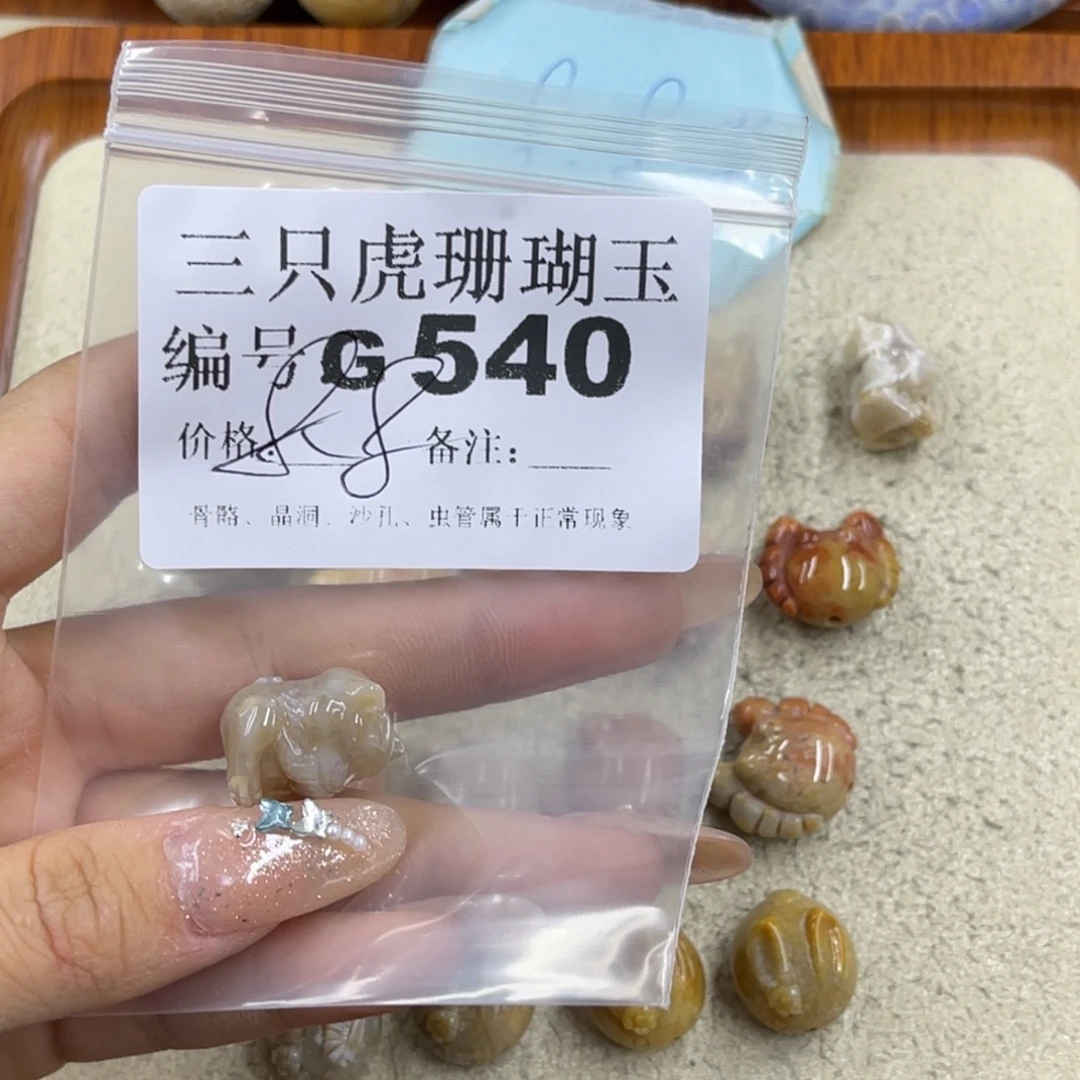 三只虎珊瑚玉
编号G540
价格: 58 备注:
骨骼、晶洞、沙孔、虫管属于正常现象